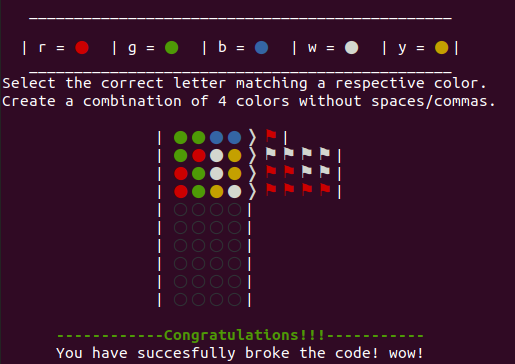 | r = ● | g = ● | b = ● | w = ● | y = ● |
Select the correct letter matching a respective color.
Create a combination of 4 colors without spaces/commas.
| ● ● ● ● ❭ ⚑ |
| ● ● ● ● ❭ ⚑ ⚑ ⚑ ⚑ |
| ● ● ● ● ❭ ⚑ ⚑ ⚑ ⚑ |
| ● ● ● ● ❭ ⚑ ⚑ ⚑ ⚑ |
| ○ ○ ○ ○ |
| ○ ○ ○ ○ |
| ○ ○ ○ ○ |
| ○ ○ ○ ○ |
| ○ ○ ○ ○ |
| ○ ○ ○ ○ |
------------Congratulations!!!-----------
You have succesfully broke the code! wow!